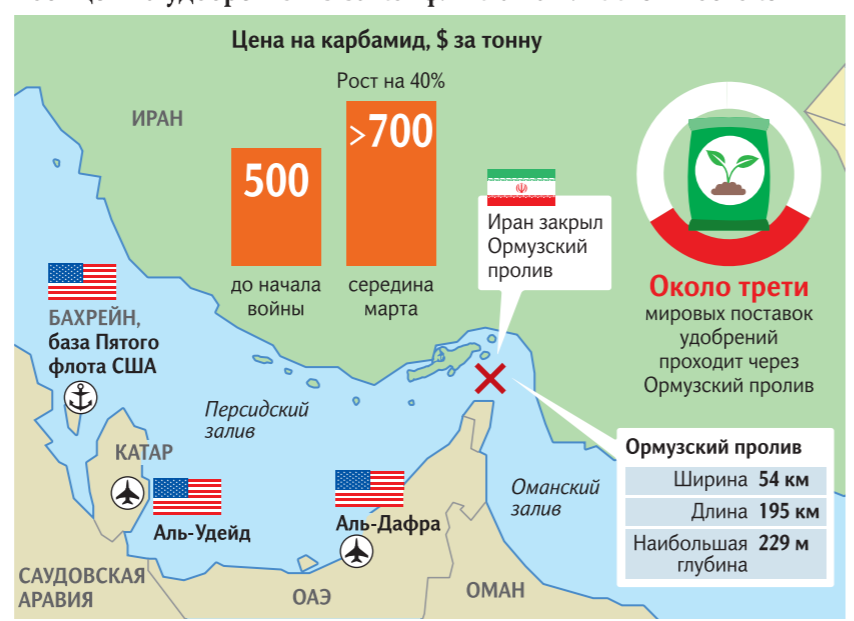 Цена на карбамид, $ за тонну
Рост на 40%
ИРАН
500
>700
до начала
войны
середина
марта
Иран закрыл
Ормузский
пролив
Около трети
мировых поставок
удобрений
проходит через
Ормузский пролив
БАХРЕЙН,
база Пятого
флота США
Персидский
залив
КАТАР
Аль-Удейд
Аль-Дафра
Оманский
залив
Ормузский пролив
Ширина 54 км
Длина 195 км
Наибольшая 229 м
глубина
САУДОВСКАЯ
АРАВИЯ
ОАЭ
ОМАН